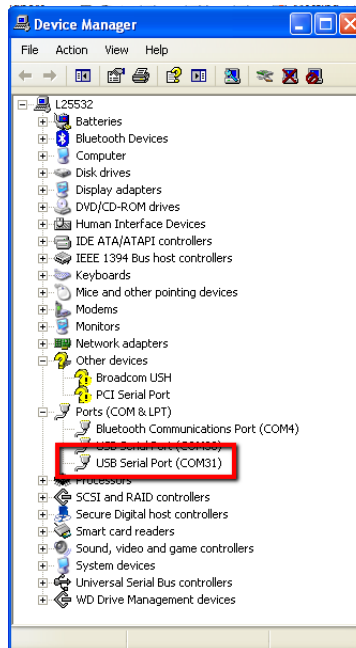 Device Manager
File Action View Help
L25532
Batteries
Bluetooth Devices
Computer
Disk drives
Display adapters
DVD/CD-ROM drives
Human Interface Devices
IDE ATA/ATAPI controllers
IEEE 1394 Bus host controllers
Keyboards
Mice and other pointing devices
Modems
Monitors
Network adapters
Other devices
Broadcom USH
PCI Serial Port
Ports (COM & LPT)
Bluetooth Communications Port (COM4)
USB Serial Port
USB Serial Port (COM31)
Processors
SCSI and RAID controllers
Secure Digital host controllers
Smart card readers
Sound, video and game controllers
System devices
Universal Serial Bus controllers
WD Drive Management devices